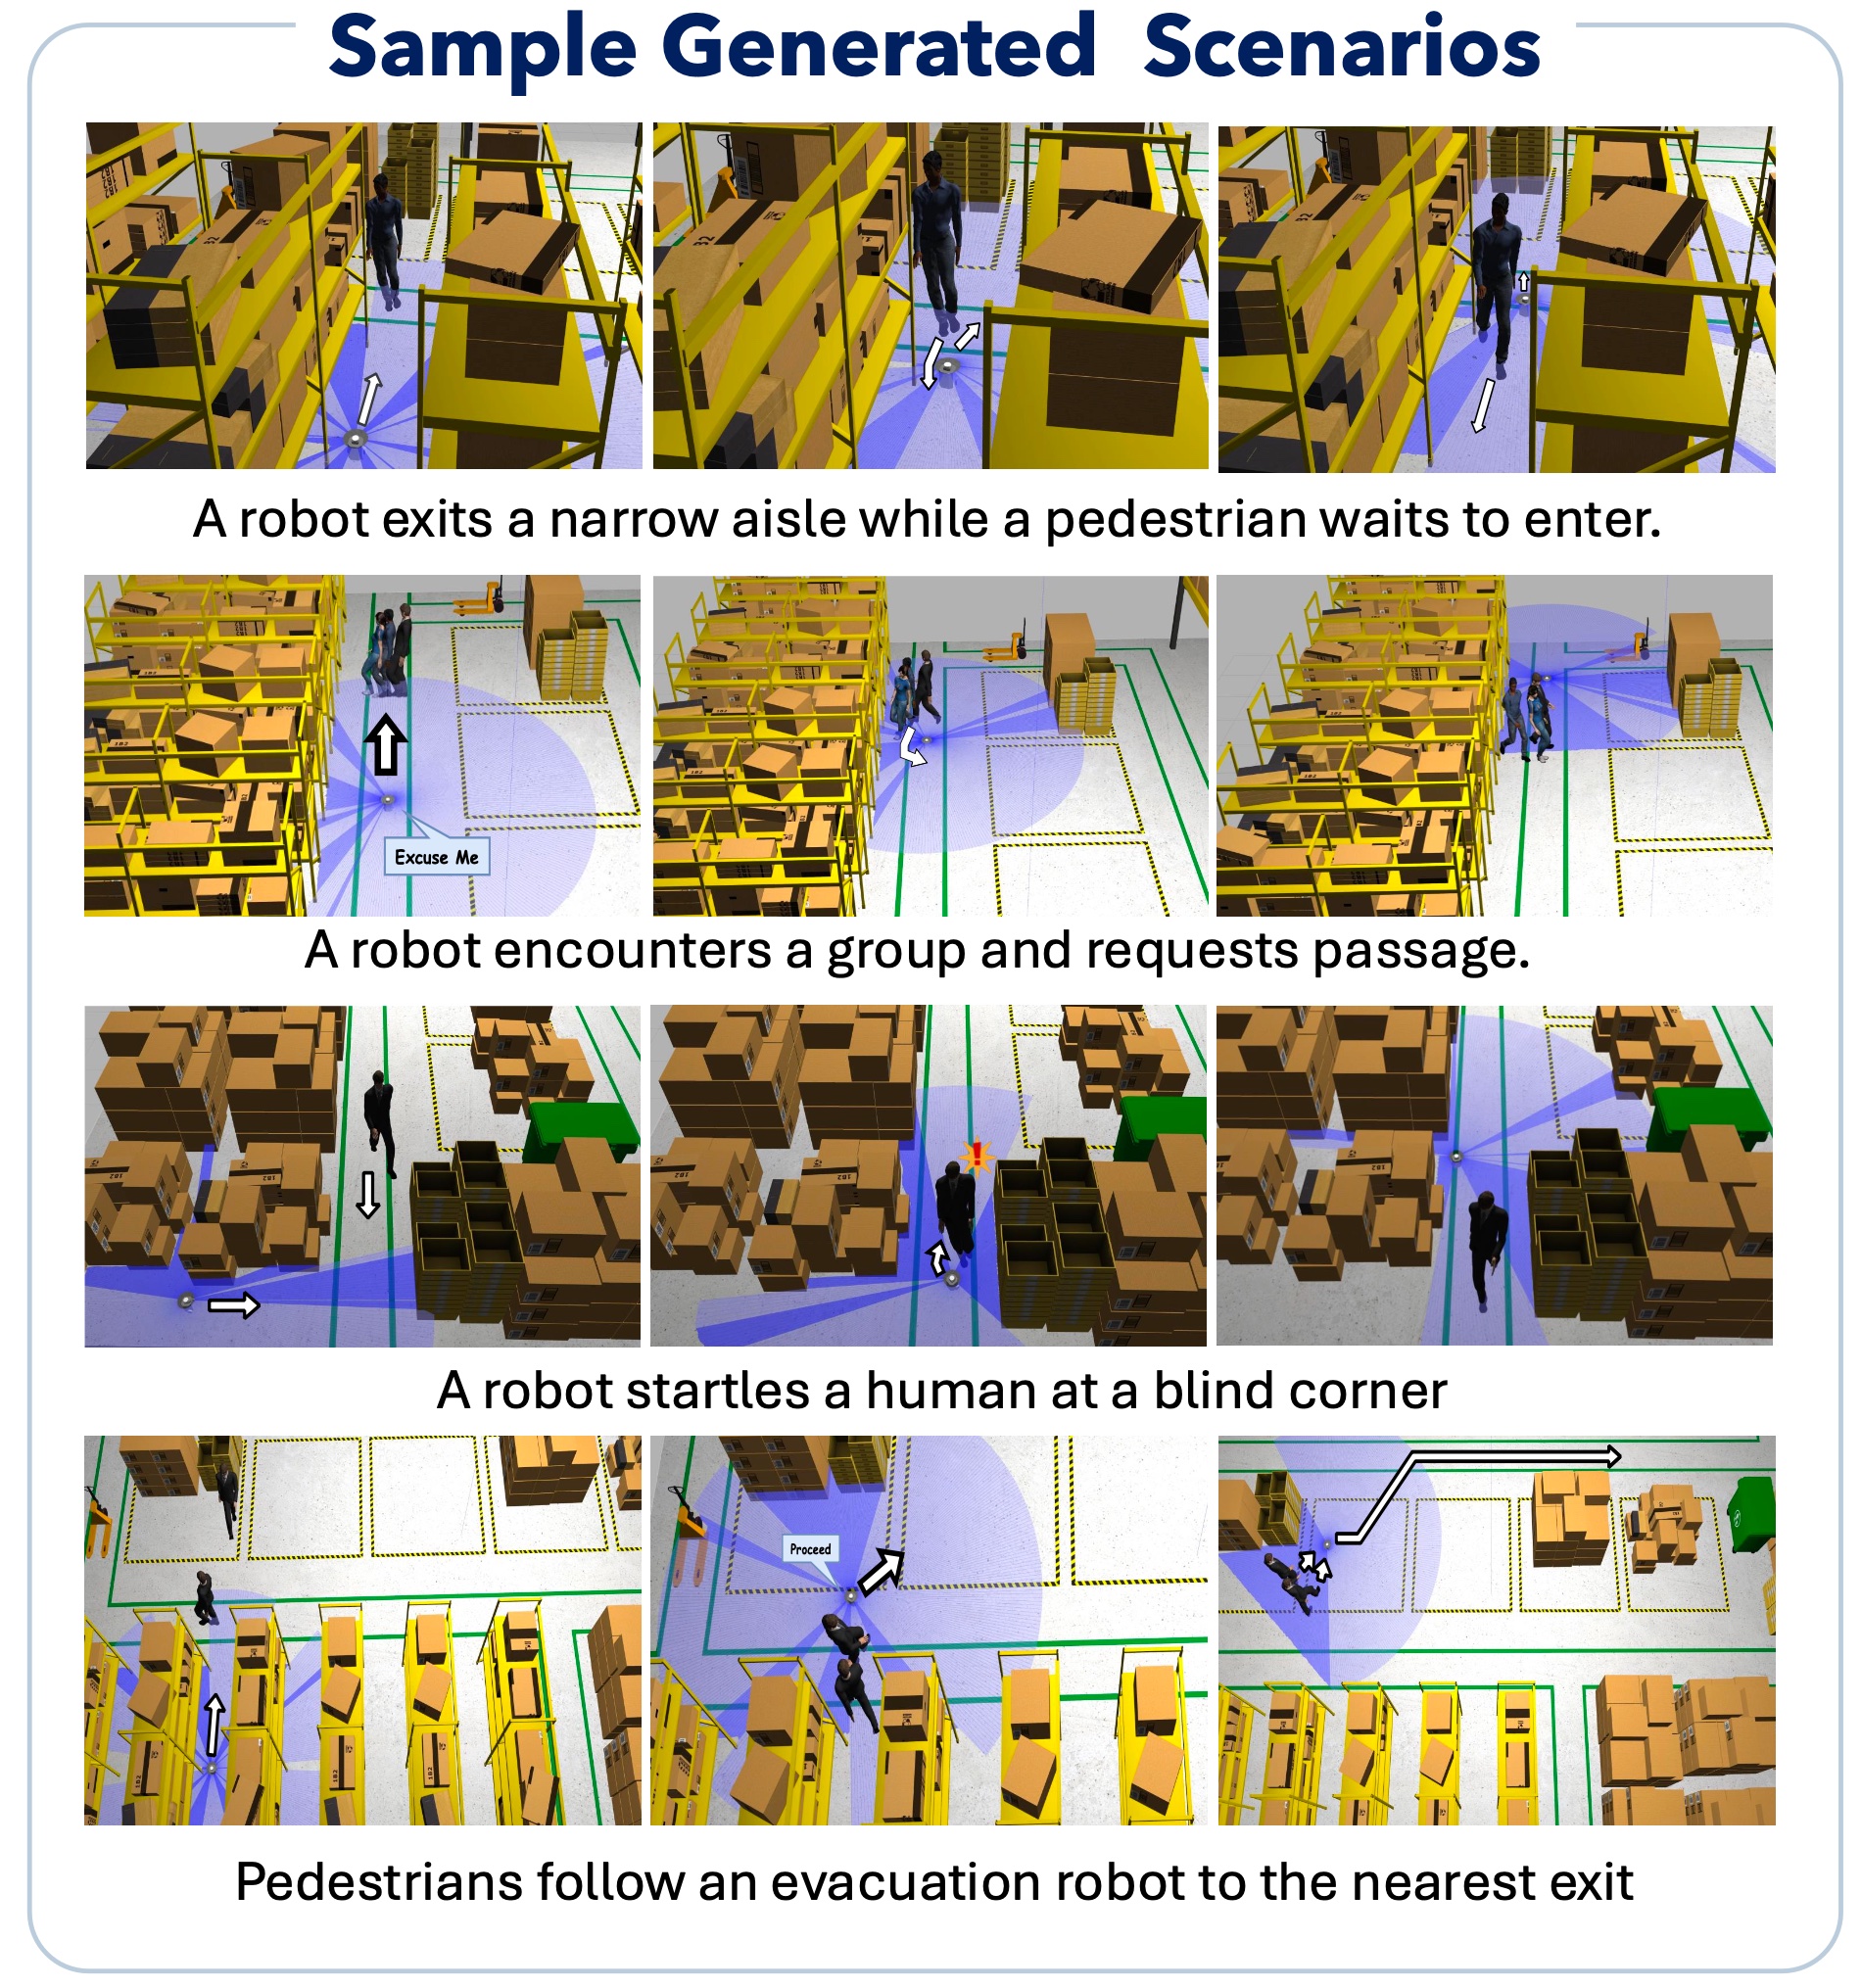 Sample Generated Scenarios
A robot exits a narrow aisle while a pedestrian waits to enter.
Excuse Me
A robot encounters a group and requests passage.
!
A robot startles a human at a blind corner
Proceed
Pedestrians follow an evacuation robot to the nearest exit